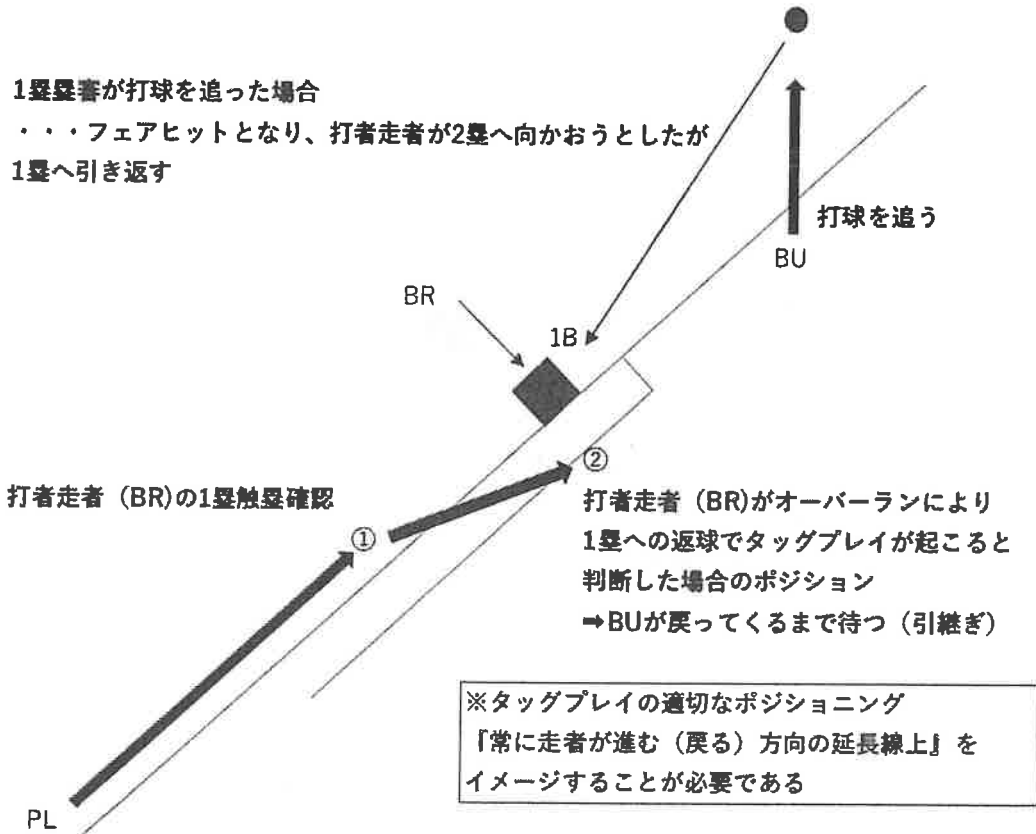 1塁塁審が打球を追った場合
・・・フェアヒットとなり、打者走者が2塁へ向かおうとしたが
1塁へ引き返す
打球を追う
BU
BR
1B
打者走者（BR)の1塁触塁確認
①
②
打者走者（BR)がオーバーランにより
1塁への返球でタッグプレイが起こると
判断した場合のポジション
➡BUが戻ってくるまで待つ（引継ぎ）
※タッグプレイの適切なポジショニング
『常に走者が進む（戻る）方向の延長線上』を
イメージすることが必要である
PL